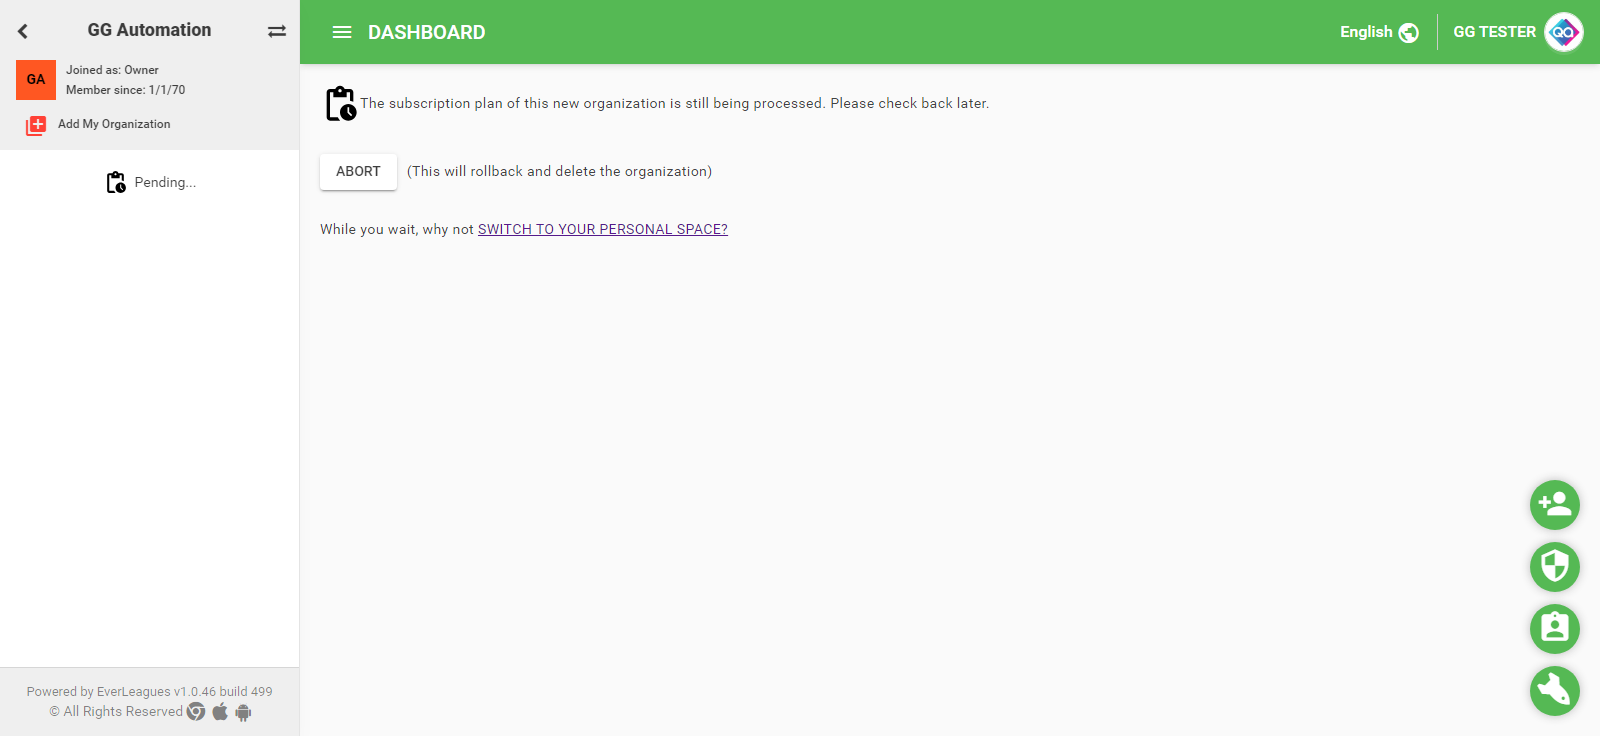 GG Automation
GA
Joined as: Owner
Member since: 1/1/70
Add My Organization
Pending...
Powered by EverLeagues v1.0.46 build 499
© All Rights Reserved
DASHBOARD
English
GG TESTER
QA
The subscription plan of this new organization is still being processed. Please check back later.
ABORT (This will rollback and delete the organization)
While you wait, why not SWITCH TO YOUR PERSONAL SPACE?